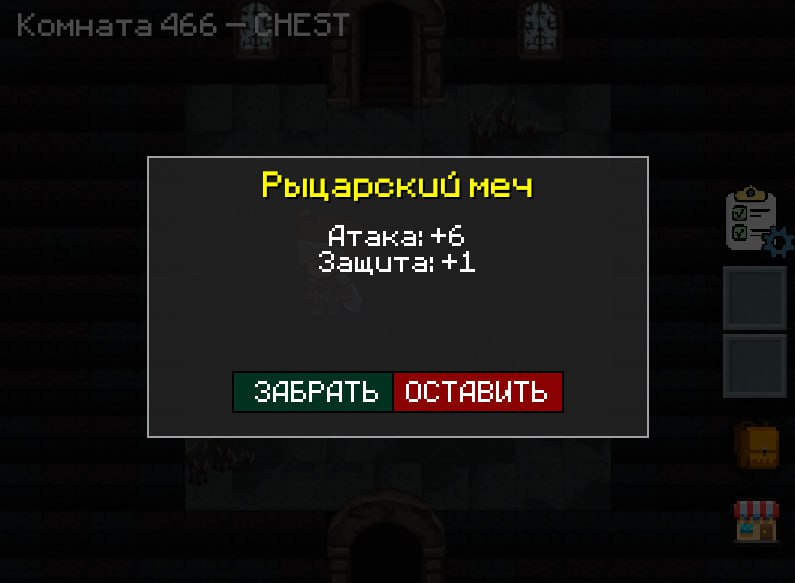 Комната 466 — CHEST
Рыцарский меч
Атака: +6
Защита: +1
ЗАБРАТЬ
ОСТАВИТЬ